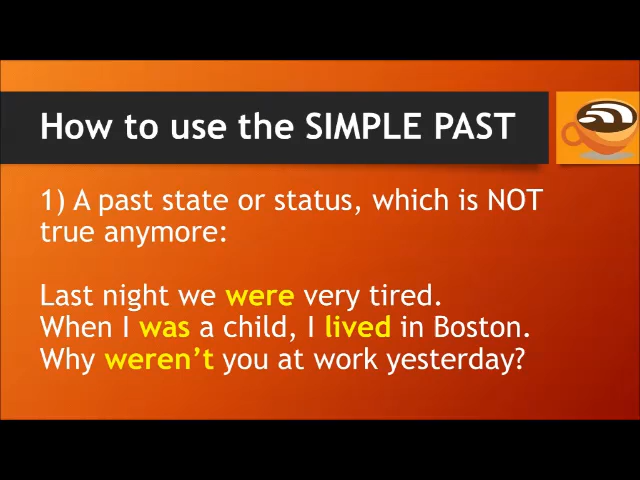 How to use the SIMPLE PAST
1) A past state or status, which is NOT
true anymore:
Last night we were very tired.
When I was a child, I lived in Boston.
Why weren’t you at work yesterday?